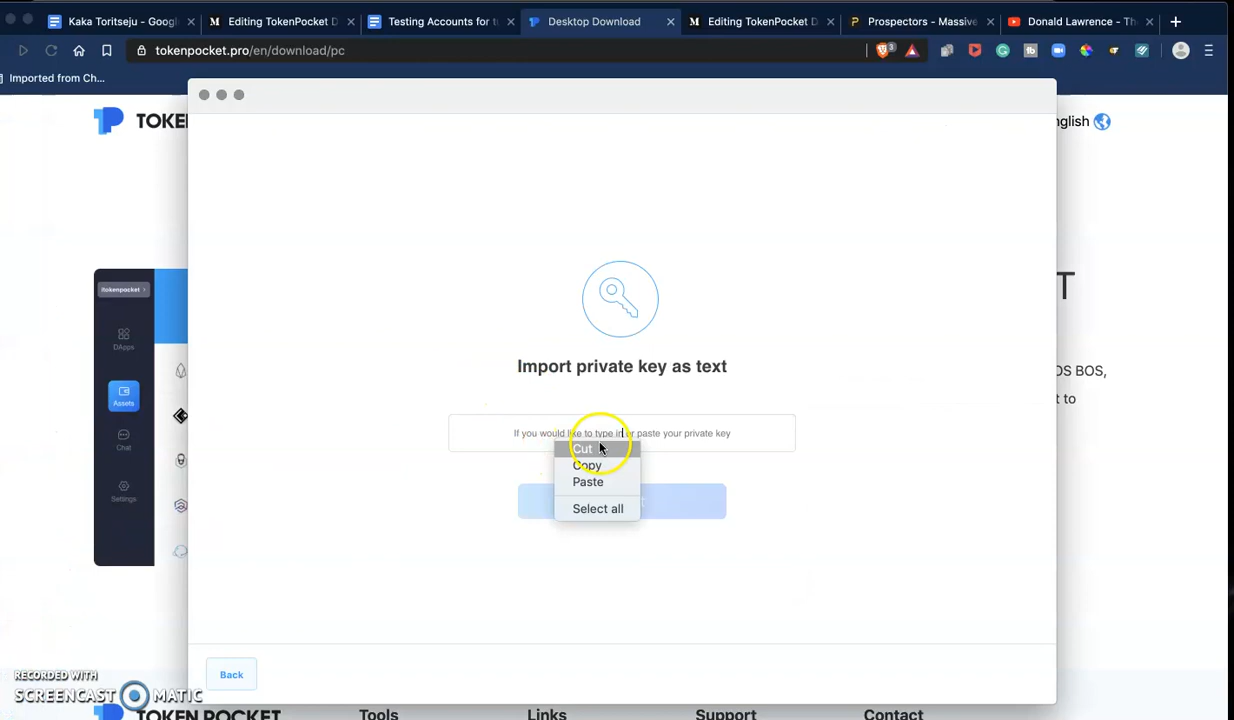 Kaka Toritseju - Goog
Editing TokenPocket D
Testing Accounts for t
Desktop Download
Editing TokenPocket D
Prospectors - Massive
Donald Lawrence - Th
tokenpocket.pro/en/download/pc
3
Imported from Ch...
TOKE
nglish
itokenpocket >
DApps
Assets
Chat
Settings
T
OS BOS,
t to
Import private key as text
If you would like to type in or paste your private key
Cut
Copy
Paste
Select all
Back
RECORDED WITH
SCREENCAST MATIC
TOKEN POCKET
Tools
Links
Support
Contact